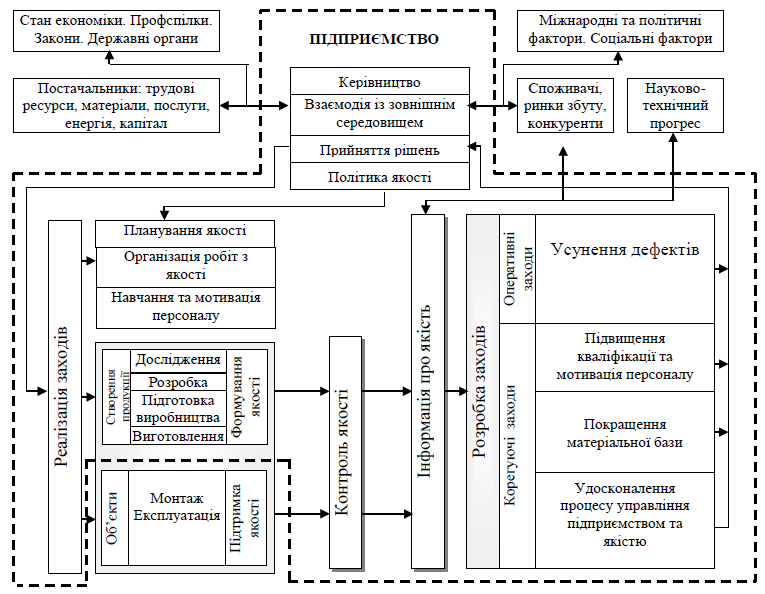 Стан економіки. Профспілки.
Закони. Державні органи
ПІДПРИЄМСТВО
Міжнародні та політичні
фактори. Соціальні фактори
Постачальники: трудові
ресурси, матеріали, послуги,
енергія, капітал
Керівництво
Взаємодія із зовнішнім
середовищем
Прийняття рішень
Політика якості
Споживачі,
ринки збуту,
конкуренти
Науково-
технічний
прогрес
Реалізація заходів
Планування якості
Організація робіт з
якості
Навчання та мотивація
персоналу
Створення
продукції
Дослідження
Розробка
Підготовка
виробництва
Виготовлення
Формування
якості
Об’єкти
Монтаж
Експлуатація
Підтримка
якості
Контроль якості
Інформація про якість
Розробка заходів
Оперативні
заходи
Усунення дефектів
Корегуючі заходи
Підвищення
кваліфікації та
мотивація персоналу
Покращення
матеріальної бази
Удосконалення
процесу управління
підприємством та
якістю